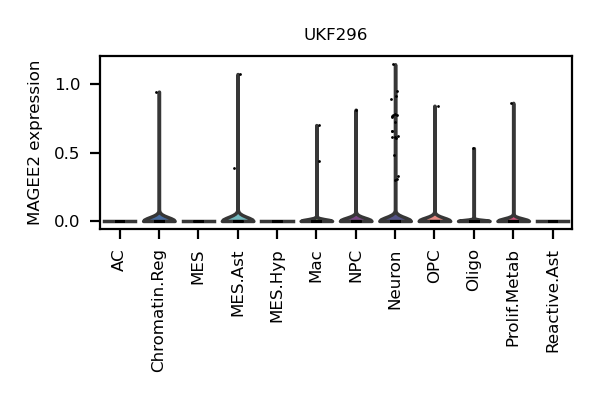 UKF296
MAGEE2 expression
1.0
0.5
0.0
AC
Chromatin.Reg
MES
MES.Ast
MES.Hyp
Mac
NPC
Neuron
OPC
Oligo
Prolif.Metab
Reactive.Ast